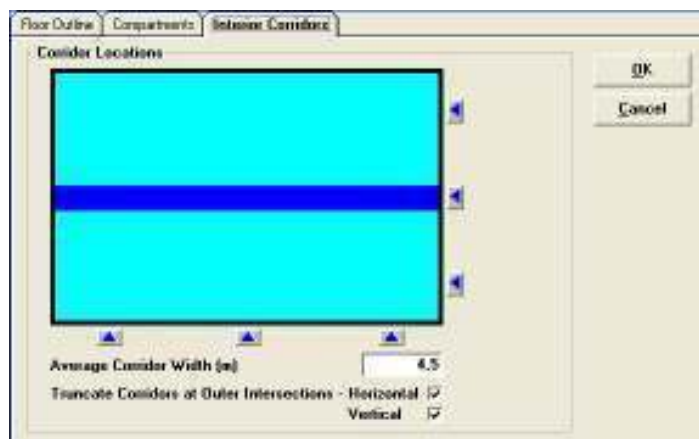 Floor Outline Compartments Interior Corridors
Corridor Locations
OK
Cancel
Average Corridor Width (m) 4.5
Truncate Corridors at Outer Intersections - Horizontal
Vertical